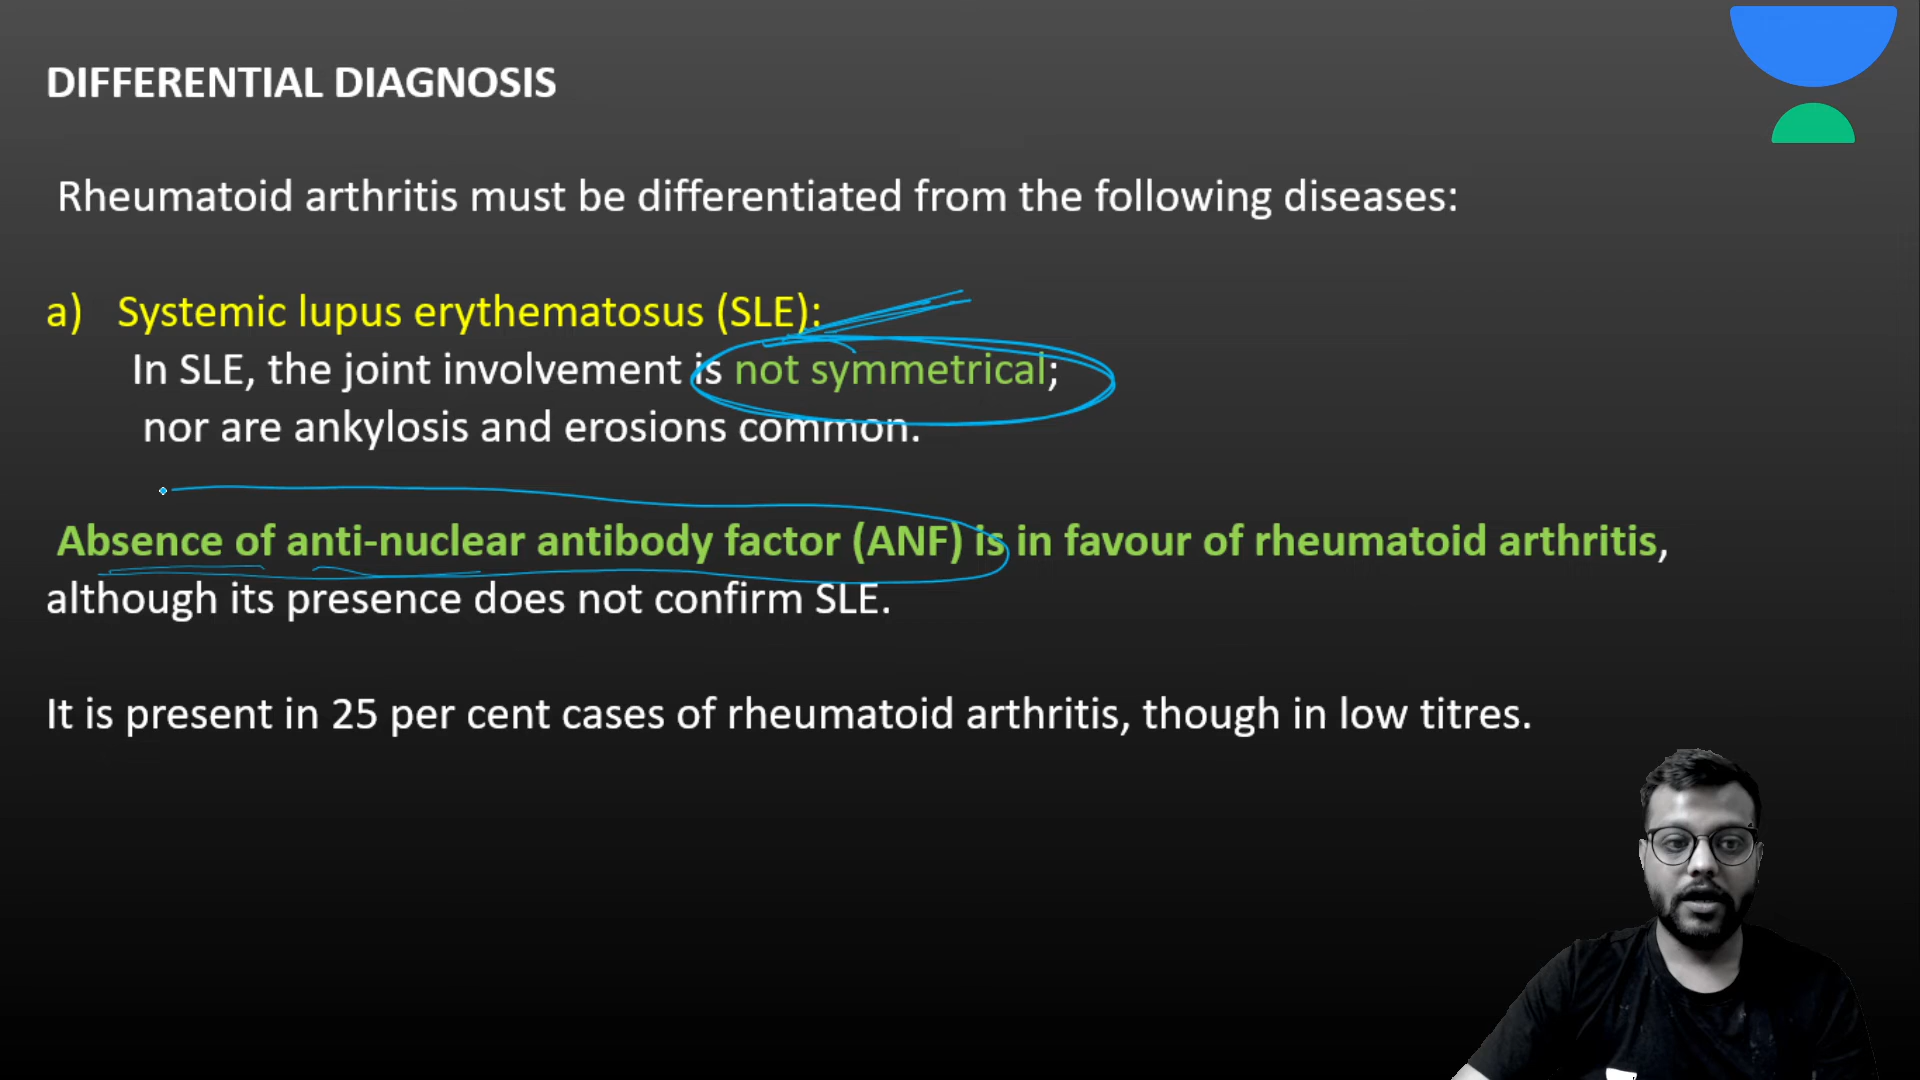 DIFFERENTIAL DIAGNOSIS
Rheumatoid arthritis must be differentiated from the following diseases:
a) Systemic lupus erythematosus (SLE):
In SLE, the joint involvement is not symmetrical;
nor are ankylosis and erosions common.
Absence of anti-nuclear antibody factor (ANF) is in favour of rheumatoid arthritis,
although its presence does not confirm SLE.
It is present in 25 per cent cases of rheumatoid arthritis, though in low titres.